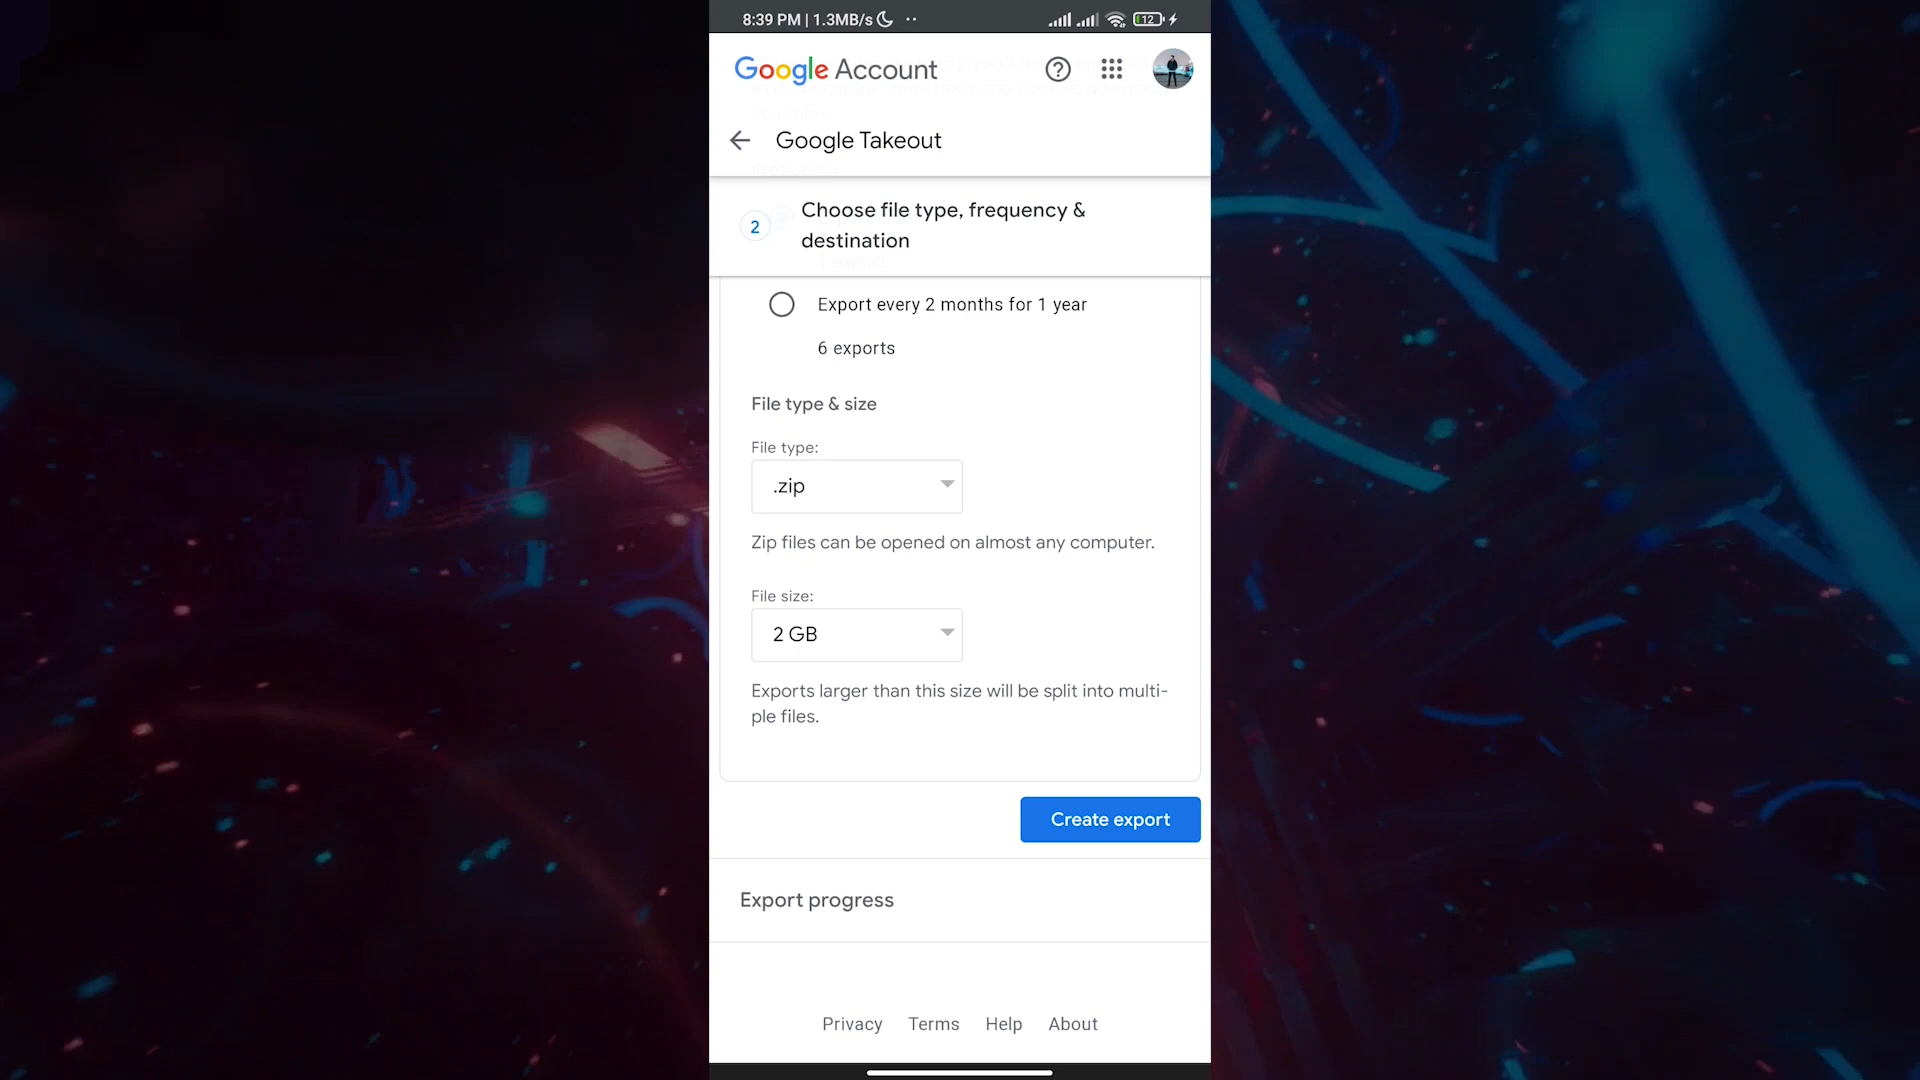 8:39 PM | 1.3MB/s
12
Google Account
Google Takeout
2
Choose file type, frequency &
destination
1 export
Export every 2 months for 1 year
6 exports
File type & size
File type:
.zip
Zip files can be opened on almost any computer.
File size:
2 GB
Exports larger than this size will be split into multi-
ple files.
Create export
Export progress
Privacy Terms Help About